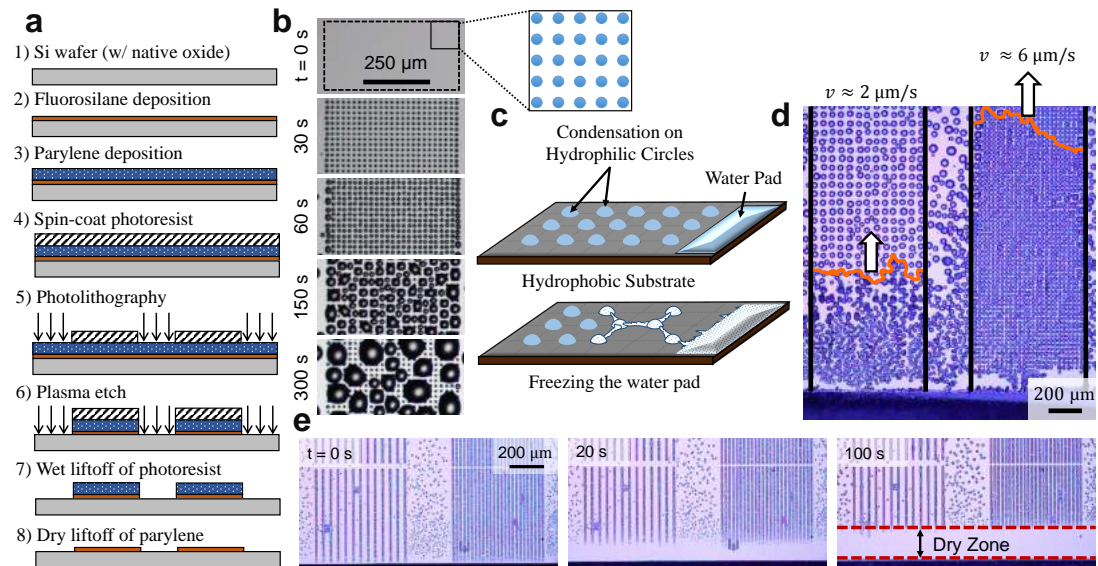 a
1) Si wafer (w/ native oxide)
2) Fluorosilane deposition
3) Parylene deposition
4) Spin-coat photoresist
5) Photolithography
6) Plasma etch
7) Wet liftoff of photoresist
8) Dry liftoff of parylene
b
t = 0 s
250 μm
30 s
60 s
150 s
300 s
c
Condensation on
Hydrophilic Circles
Water Pad
Hydrophobic Substrate
Freezing the water pad
d
v ≈ 2 μm/s
v ≈ 6 μm/s
200 μm
e
t = 0 s
200 μm
20 s
100 s
Dry Zone